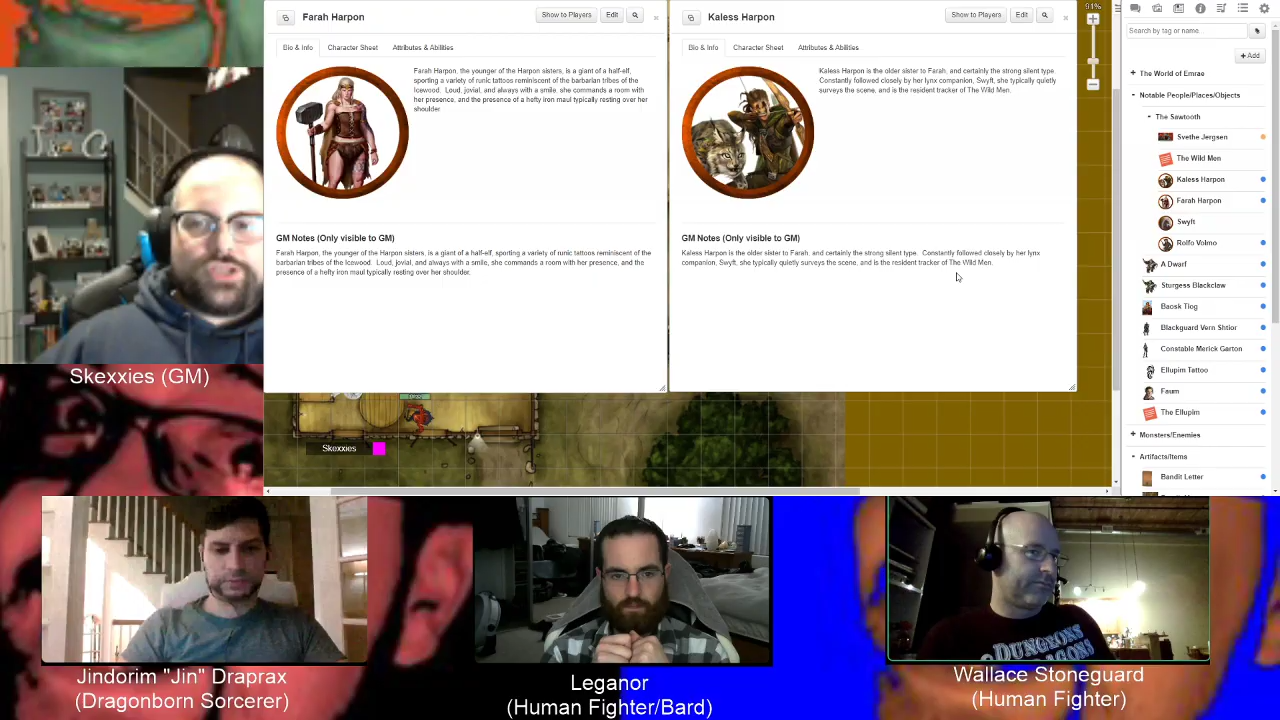 Farah Harpon
Show to Players
Edit
Bio & Info
Character Sheet
Attributes & Abilities
Farah Harpon, the younger of the Harpon sisters, is a giant of a half-elf,
sporting a variety of runic tattoos reminiscent of the barbarian tribes of the
Icewood. Loud, jovial, and always with a smile, she commands a room with
her presence, and the presence of a hefty iron maul typically resting over her
shoulder.
GM Notes (Only visible to GM)
Farah Harpon, the younger of the Harpon sisters, is a giant of a half-elf, sporting a variety of runic tattoos reminiscent of the
barbarian tribes of the Icewood. Loud, jovial, and always with a smile, she commands a room with her presence, and the
presence of a hefty iron maul typically resting over her shoulder.
Kaless Harpon
Show to Players
Edit
Bio & Info
Character Sheet
Attributes & Abilities
Kaless Harpon is the older sister to Farah, and certainly the strong silent type.
Constantly followed closely by her lynx companion, Swyft, she typically quietly
surveys the scene, and is the resident tracker of The Wild Men.
GM Notes (Only visible to GM)
Kaless Harpon is the older sister to Farah, and certainly the strong silent type. Constantly followed closely by her lynx
companion, Swyft, she typically quietly surveys the scene, and is the resident tracker of The Wild Men.
91%
Search by tag or name...
+ Add
The World of Emrae
Notable People/Places/Objects
The Sawtooth
Svethe Jergsen
The Wild Men
Kaless Harpon
Farah Harpon
Swyft
Rolfo Volmo
A Dwarf
Sturgess Blackclaw
Baosk Tlog
Blackguard Vern Shtior
Constable Merick Garton
Ellupim Tattoo
Faum
The Ellupim
Monsters/Enemies
Artifacts/Items
Bandit Letter
Skexxies (GM)
Skexxies
Jindorim "Jin" Draprax
(Dragonborn Sorcerer)
Leganor
(Human Fighter/Bard)
DUNGEONS
DRAGONS
Wallace Stoneguard
(Human Fighter)